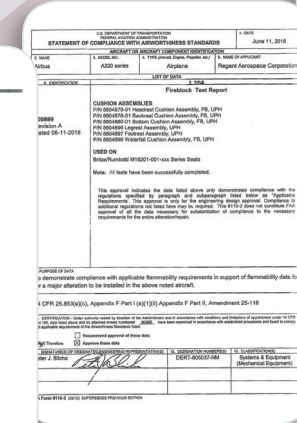 U.S. DEPARTMENT OF TRANSPORTATION
FEDERAL AVIATION ADMINISTRATION
STATEMENT OF COMPLIANCE WITH AIRWORTHINESS STANDARDS
1. DATE
June 11, 2018
AIRCRAFT OR AIRCRAFT COMPONENT IDENTIFICATION
2. MAKE
3. MODEL NO.
4. TYPE (Aircraft, Engine, Propeller, etc.)
5. NAME OF APPLICANT
Airbus
A320 series
Airplane
Regent Aerospace Corporation
LIST OF DATA
6. IDENTIFICATION
7. TITLE
Fireblock Test Report
CUSHION ASSEMBLIES
P/N 8804879-01 Headrest Cushion Assembly, FB, UPH
P/N 8804878-01 Backrest Cushion Assembly, FB, UPH
P/N 8804880-01 Bottom Cushion Assembly, FB, UPH
P/N 8804896 Legrest Assembly, UPH
P/N 8804897 Footrest Assembly, UPH
P/N 8804898 Waterfall Cushion Assembly, FB, UPH
00899
evision A
ated 06-11-2018
USED ON
Britax/Rumbold M16201-001-xxx Series Seats
Note: All tests have been successfully completed.
This approval indicates the data listed above only demonstrates compliance with the
regulations specified by paragraph and subparagraph listed below as "Applicable
Requirements". This approval is only for the engineering design approval. Compliance to
additional regulations not listed here may be required. This 8110-3 does not constitute FAA
approval of all the data necessary for substantiation of compliance to the necessary
requirements for the entire alteration/repair.
PURPOSE OF DATA
o demonstrate compliance with applicable flammability requirements in support of flammability data fo
r a major alteration to be installed in the above noted aircraft.
CFR 25.853(a)(c), Appendix F Part I (a)(1)(ii) Appendix F Part II, Amendment 25-116
CERTIFICATION - Under authority vested by direction of the Administrator and in accordance with conditions and limitations of appointment under 14 CFR
183, data listed above and on attached sheets numbered NONE have been examined in accordance with established procedures and found to comply
h applicable requirements of the Airworthiness Standards listed.
Therefore
Recommend approval of these data
Approve these data
SIGNATURE(S) OF DESIGNATED ENGINEERING REPRESENTATIVE(S)
12. DESIGNATION NUMBER(S)
13. CLASSIFICATION(S)
ter J. Blicha
DERT-605037-NM
Systems & Equipment
(Mechanical Equipment)
Form 8110-3 (03/10) SUPERSEDES PREVIOUS EDITION